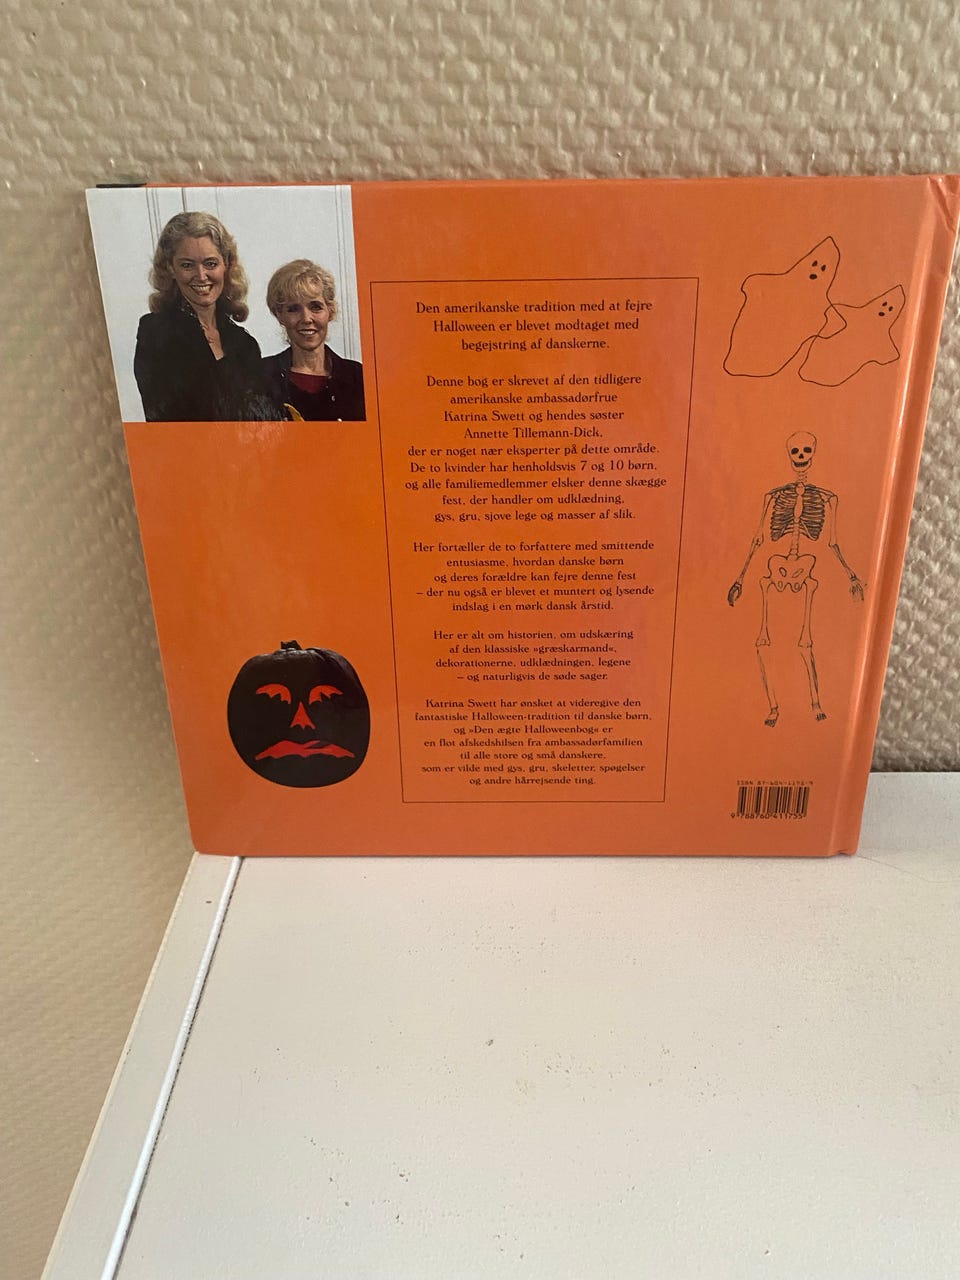 Den amerikanske tradition med at fejre
Halloween er blevet modtaget med
begejstring af danskerne.
Denne bog er skrevet af den tidligere
amerikanske ambassadørfrue
Katrina Swett og hendes søster
Annette Tillemann-Dick,
der er noget nær eksperter på dette område.
De to kvinder har henholdsvis 7 og 10 børn,
og alle familiemedlemmer elsker denne skægge
fest, der handler om udklædning,
gys, gru, sjove lege og masser af slik.
Her fortæller de to forfattere med smittende
entusiasme, hvordan danske børn
og deres forældre kan fejre denne fest
– der nu også er blevet et muntert og lysende
indslag i en mørk dansk årstid.
Her er alt om historien, om udskæring
af den klassiske »græskarmand«,
dekorationerne, udklædningen, legene
– og naturligvis de søde sager.
Katrina Swett har ønsket at videregive den
fantastiske Halloween-tradition til danske børn,
og »Den ægte Halloweenbog« er
en flot afskedshilsen fra ambassadørfamilien
til alle store og små danskere,
som er vilde med gys, gru, skeletter, spøgelser
og andre hårrejsende ting.
ISBN 87-604-1175-9
9 788760 411755